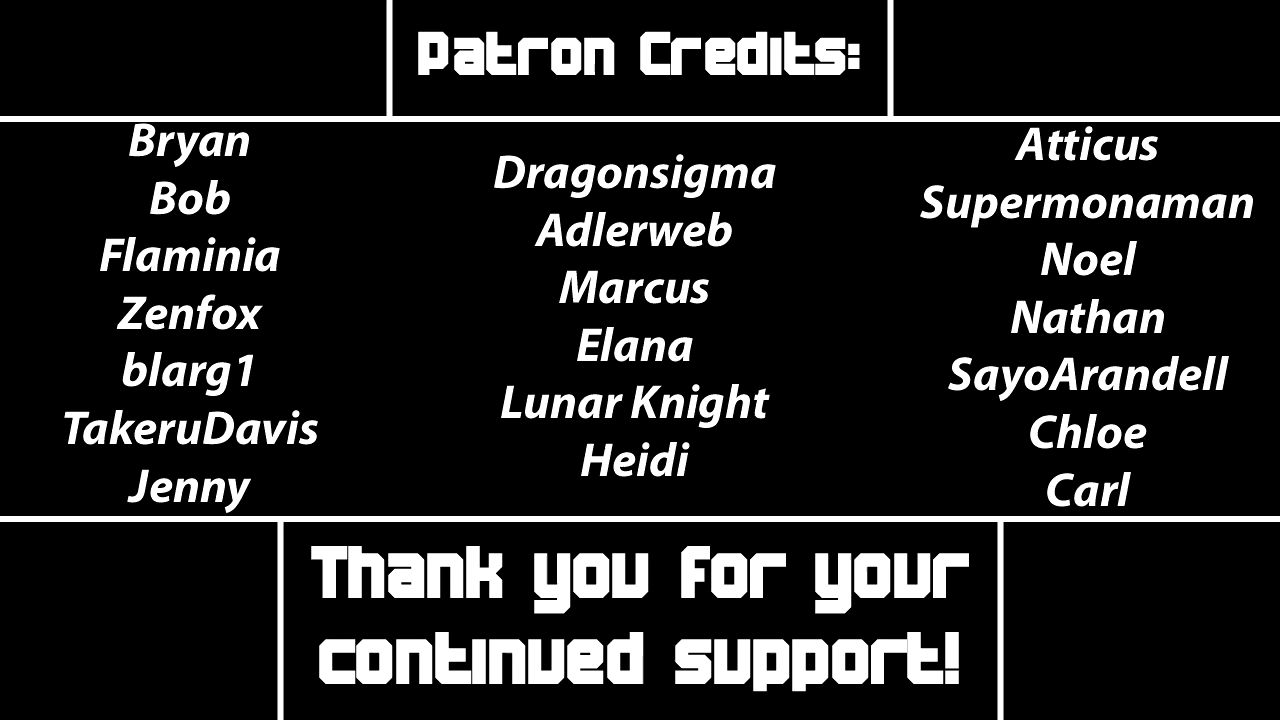 Patron Credits:
Bryan
Bob
Flaminia
Zenfox
blarg1
TakeruDavis
Jenny
Dragonsigma
Adlerweb
Marcus
Elana
Lunar Knight
Heidi
Atticus
Supermonaman
Noel
Nathan
SayoArandell
Chloe
Carl
Thank you for your
continued support!